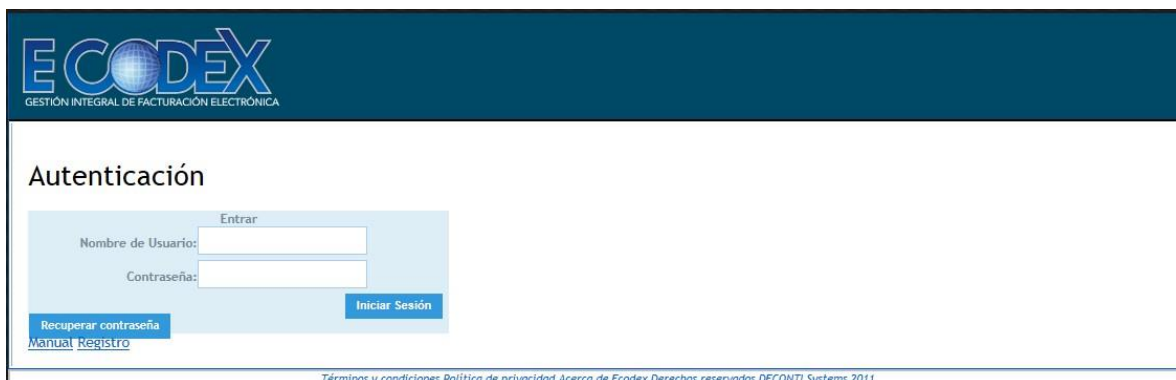 ECODEX
GESTIÓN INTEGRAL DE FACTURACIÓN ELECTRÓNICA
Autenticación
Entrar
Nombre de Usuario:
Contraseña:
Iniciar Sesión
Recuperar contraseña
Manual Registro
Términos y condiciones Política de privacidad Acerca de Ecodex Derechos reservados DECONTI Systems 2011